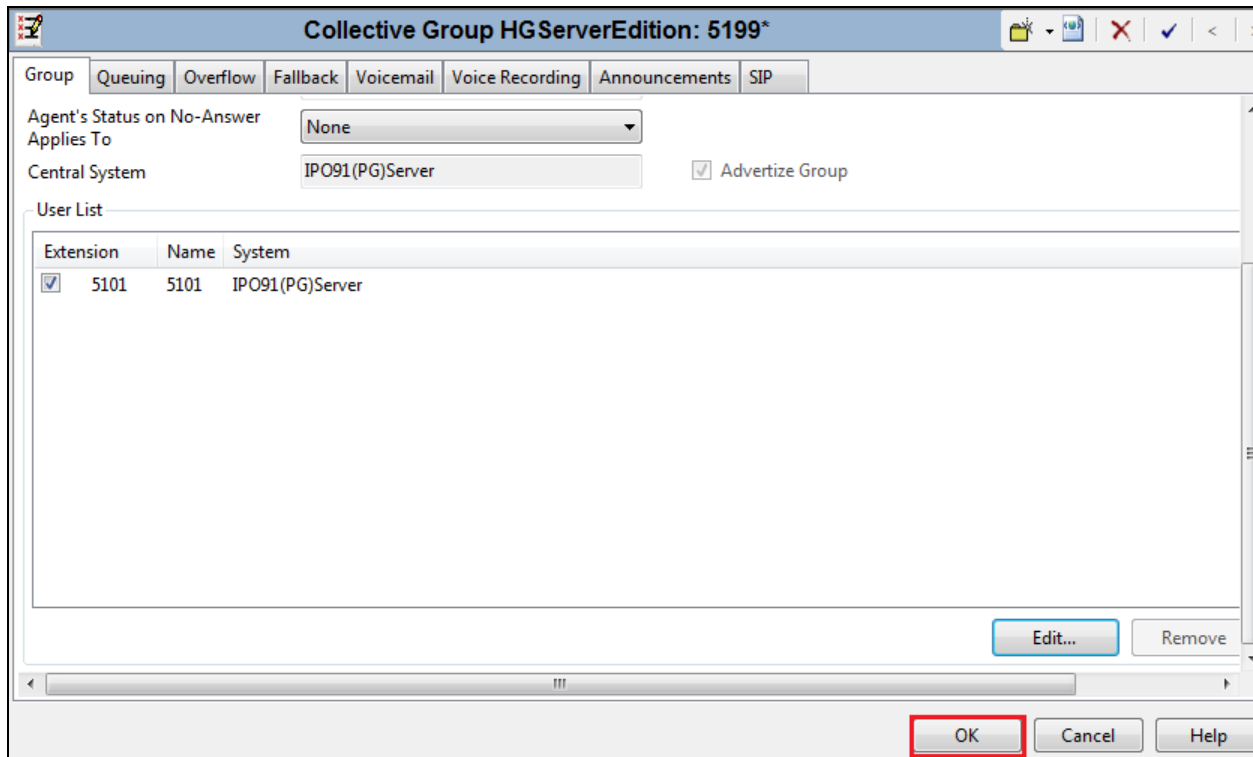 Collective Group HGServerEdition: 5199*
Group Queuing Overflow Fallback Voicemail Voice Recording Announcements SIP
Agent's Status on No-Answer
Applies To
None
Central System IPO91(PG)Server Advertize Group
User List
Extension Name System
5101 5101 IPO91(PG)Server
Edit... Remove
OK Cancel Help